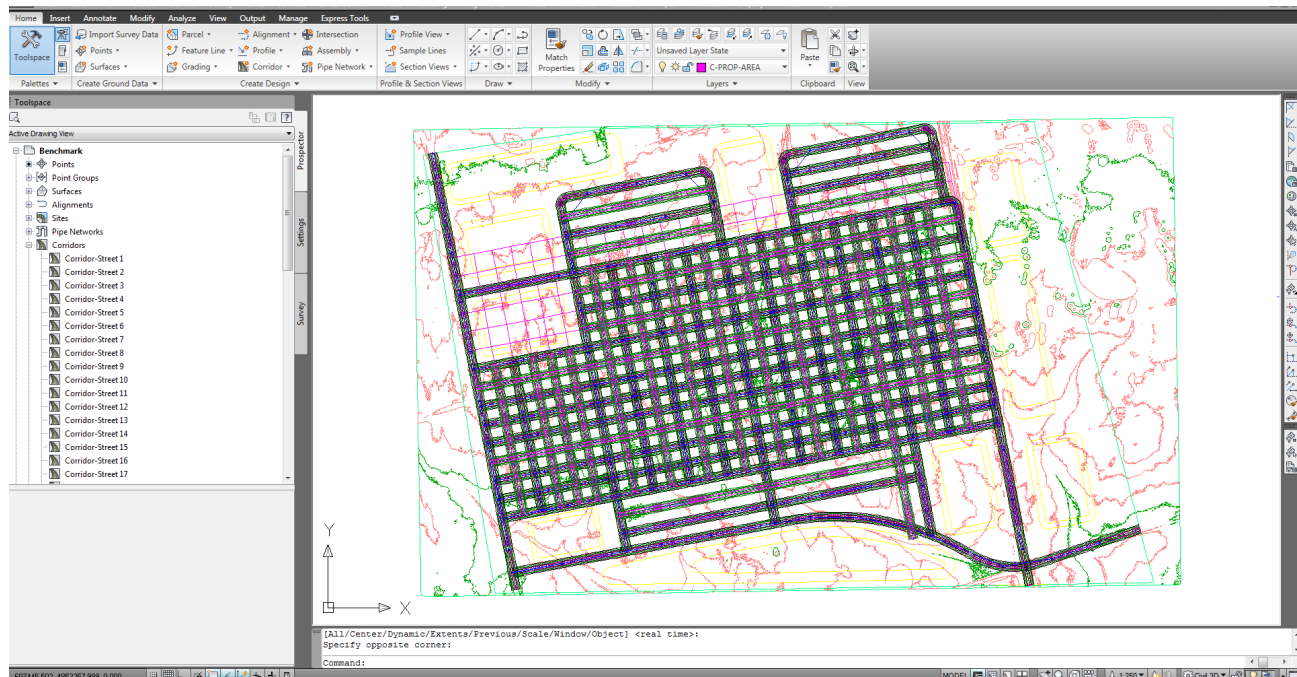 Home Insert Annotate Modify Analyze View Output Manage Express Tools
Toolspace
Import Survey Data
Points
Surfaces
Parcel
Feature Line
Grading
Alignment
Profile
Corridor
Intersection
Assembly
Pipe Network
Profile View
Sample Lines
Section Views
Match
Properties
Unsaved Layer State
C-PROP-AREA
Paste
Palettes Create Ground Data Create Design Profile & Section Views Draw Modify Layers Clipboard View
Toolspace
Active Drawing View
Benchmark
Points
Point Groups
Surfaces
Alignments
Sites
Pipe Networks
Corridors
Corridor-Street 1
Corridor-Street 2
Corridor-Street 3
Corridor-Street 4
Corridor-Street 5
Corridor-Street 6
Corridor-Street 7
Corridor-Street 8
Corridor-Street 9
Corridor-Street 10
Corridor-Street 11
Corridor-Street 12
Corridor-Street 13
Corridor-Street 14
Corridor-Street 15
Corridor-Street 16
Corridor-Street 17
Prospector
Settings
Survey
Y
X
[All/Center/Dynamic/Extents/Previous/Scale/Window/Object] <real time>:
Specify opposite corner:
Command:
MODEL
1:250
Civil 3D